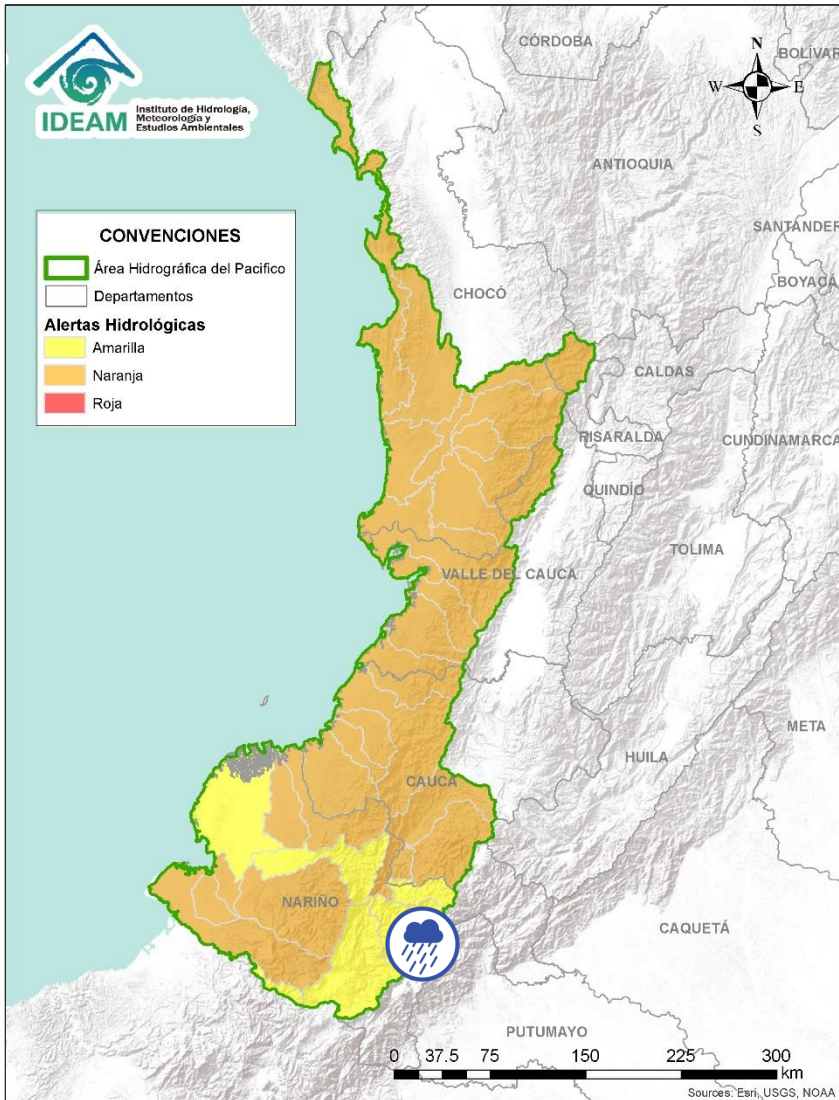 IDEAM
Instituto de Hidrología,
Meteorología y
Estudios Ambientales
CÓRDOBA
BOLÍVAR
N
W
E
S
ANTIOQUIA
SANTANDER
BOYACÁ
CONVENCIONES
Área Hidrográfica del Pacifico
Departamentos
Alertas Hidrológicas
Amarilla
Naranja
Roja
CHOCÓ
CALDAS
RISARALDA
CUNDINAMARCA
QUINDÍO
TOLIMA
VALLE DEL CAUCA
META
HUILA
CAUCA
NARIÑO
CAQUETÁ
PUTUMAYO
0 37.5 75 150 225 300
km
Sources: Esri, USGS, NOAA